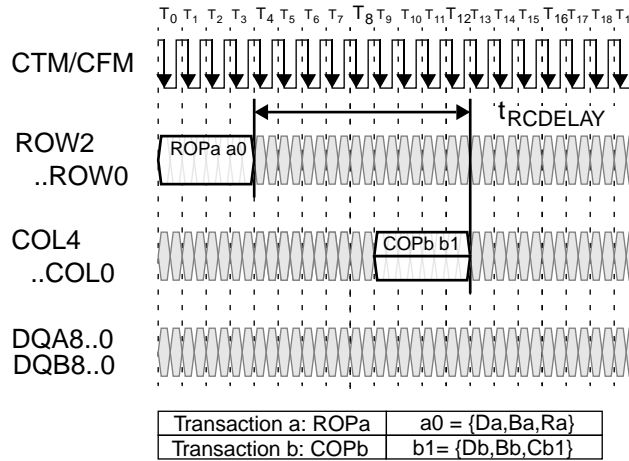 T0 T1 T2 T3 T4 T5 T6 T7 T8 T9 T10 T11 T12 T13 T14 T15 T16 T17 T18 T1
CTM/CFM
tRCDELAY
ROW2
..ROW0
ROPa a0
COL4
..COL0
COPb b1
DQA8..0
DQB8..0
Transaction a: ROPa a0 = {Da,Ba,Ra}
Transaction b: COPb b1= {Db,Bb,Cb1}